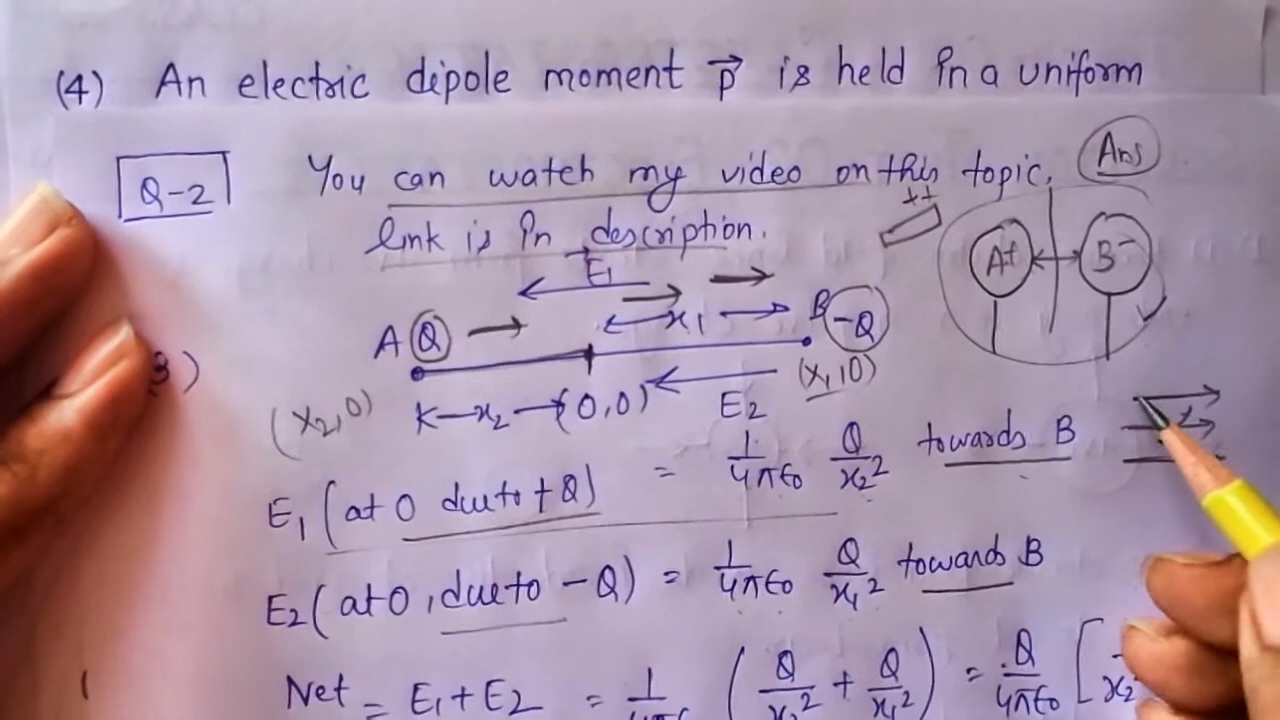 (4) An electric dipole moment p⃗ is held in a uniform
Q-2
You can watch my video on this topic. Ans
link is in description.
++
A+ B-
E₁
x₁
A Q
B -Q
(x₁,0)
3)
(x₂,0)
x₂ (0,0)
E₂
E₁ (at O due to +Q) = 1/4πε₀ Q/x₂² towards B
E₂ (at O, due to -Q) = 1/4πε₀ Q/x₁² towards B
Net = E₁ + E₂ = 1/4πε₀ (Q/x₂² + Q/x₁²) = Q/4πε₀ [